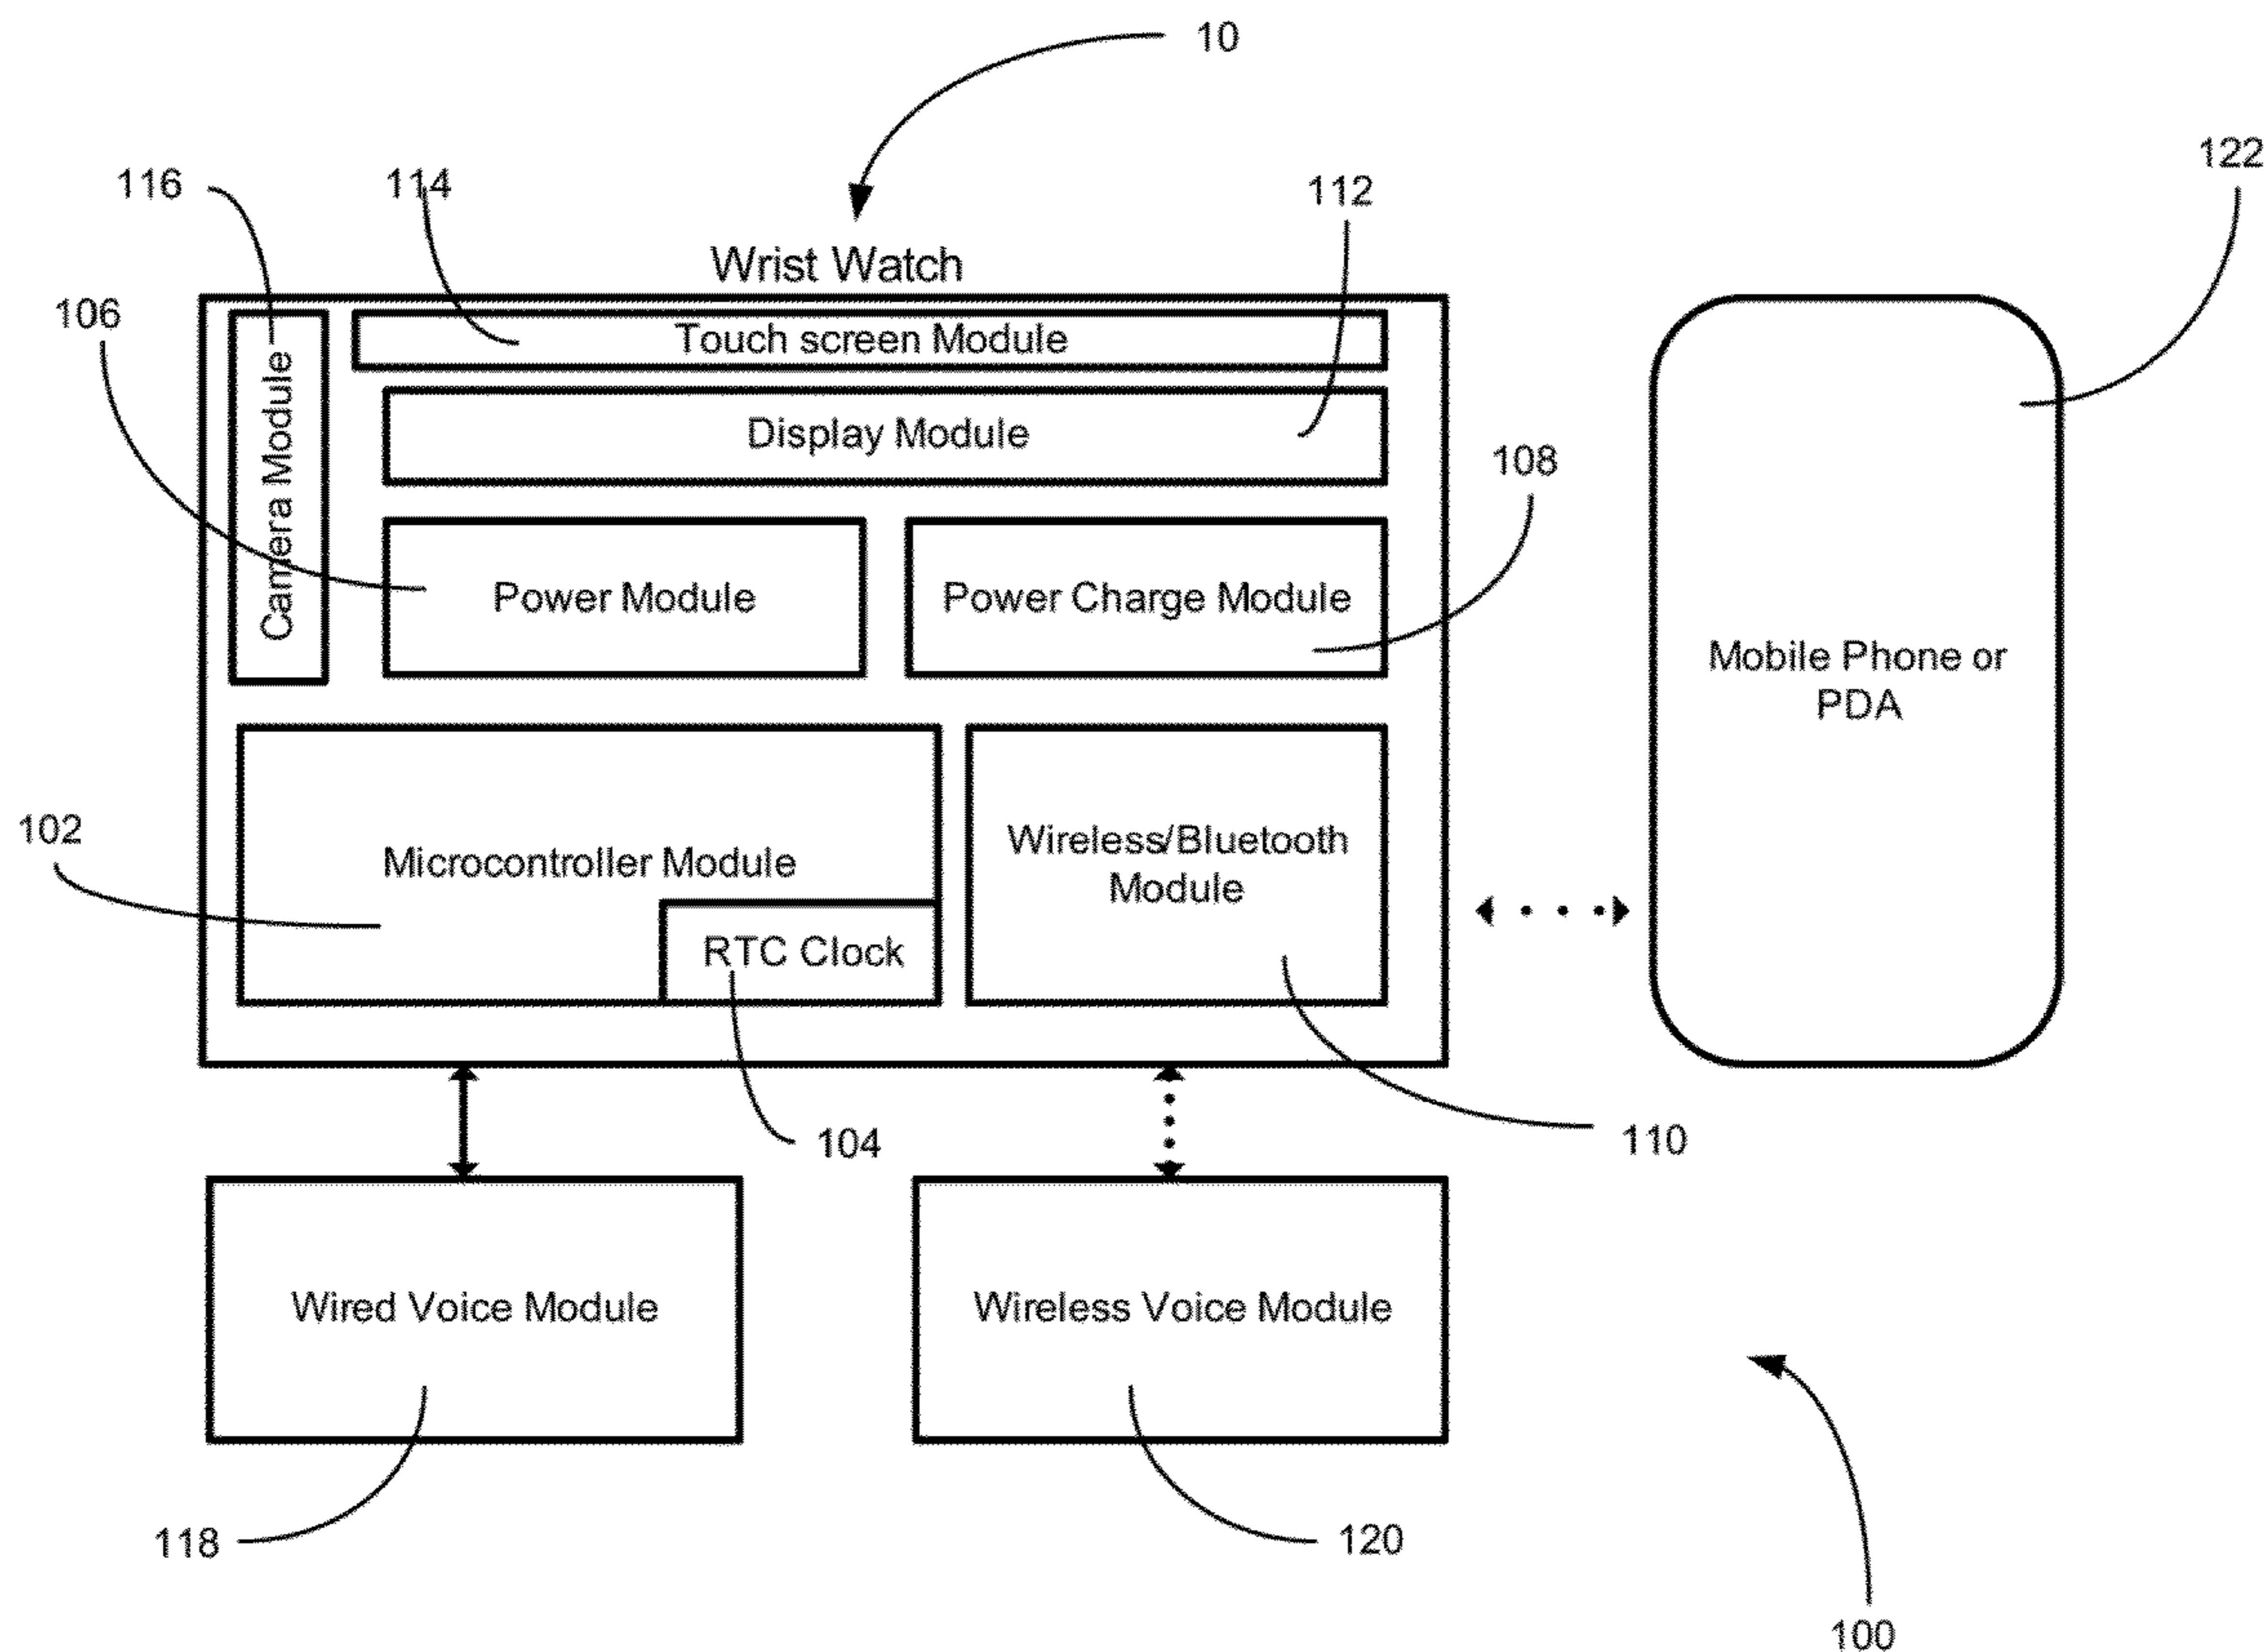 10
122
116
114
112
Wrist Watch
106
Touch screen Module
Camera Module
Display Module
108
Power Module
Power Charge Module
Mobile Phone or
PDA
102
Microcontroller Module
Wireless/Bluetooth
Module
RTC Clock
104
110
Wired Voice Module
Wireless Voice Module
118
120
100